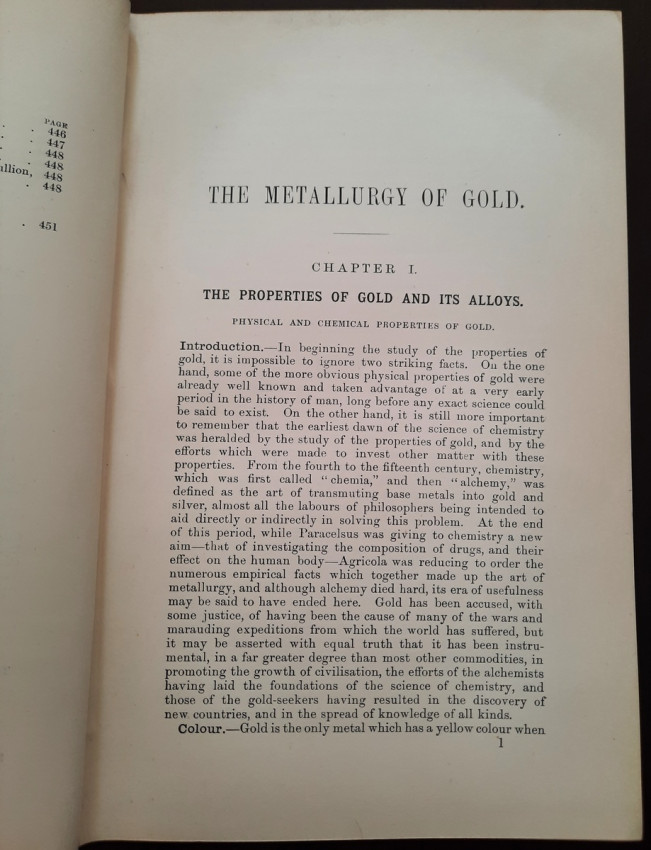 PAGE
. . 446
. . 447
. . 448
. 448
ullion, 448
. 448
. 451
THE METALLURGY OF GOLD.
CHAPTER I.
THE PROPERTIES OF GOLD AND ITS ALLOYS.
PHYSICAL AND CHEMICAL PROPERTIES OF GOLD.
Introduction.—In beginning the study of the properties of
gold, it is impossible to ignore two striking facts. On the one
hand, some of the more obvious physical properties of gold were
already well known and taken advantage of at a very early
period in the history of man, long before any exact science could
be said to exist. On the other hand, it is still more important
to remember that the earliest dawn of the science of chemistry
was heralded by the study of the properties of gold, and by the
efforts which were made to invest other matter with these
properties. From the fourth to the fifteenth century, chemistry,
which was first called "chemia," and then "alchemy," was
defined as the art of transmuting base metals into gold and
silver, almost all the labours of philosophers being intended to
aid directly or indirectly in solving this problem. At the end
of this period, while Paracelsus was giving to chemistry a new
aim—that of investigating the composition of drugs, and their
effect on the human body—Agricola was reducing to order the
numerous empirical facts which together made up the art of
metallurgy, and although alchemy died hard, its era of usefulness
may be said to have ended here. Gold has been accused, with
some justice, of having been the cause of many of the wars and
marauding expeditions from which the world has suffered, but
it may be asserted with equal truth that it has been instru-
mental, in a far greater degree than most other commodities, in
promoting the growth of civilisation, the efforts of the alchemists
having laid the foundations of the science of chemistry, and
those of the gold-seekers having resulted in the discovery of
new countries, and in the spread of knowledge of all kinds.
Colour.—Gold is the only metal which has a yellow colour when
1